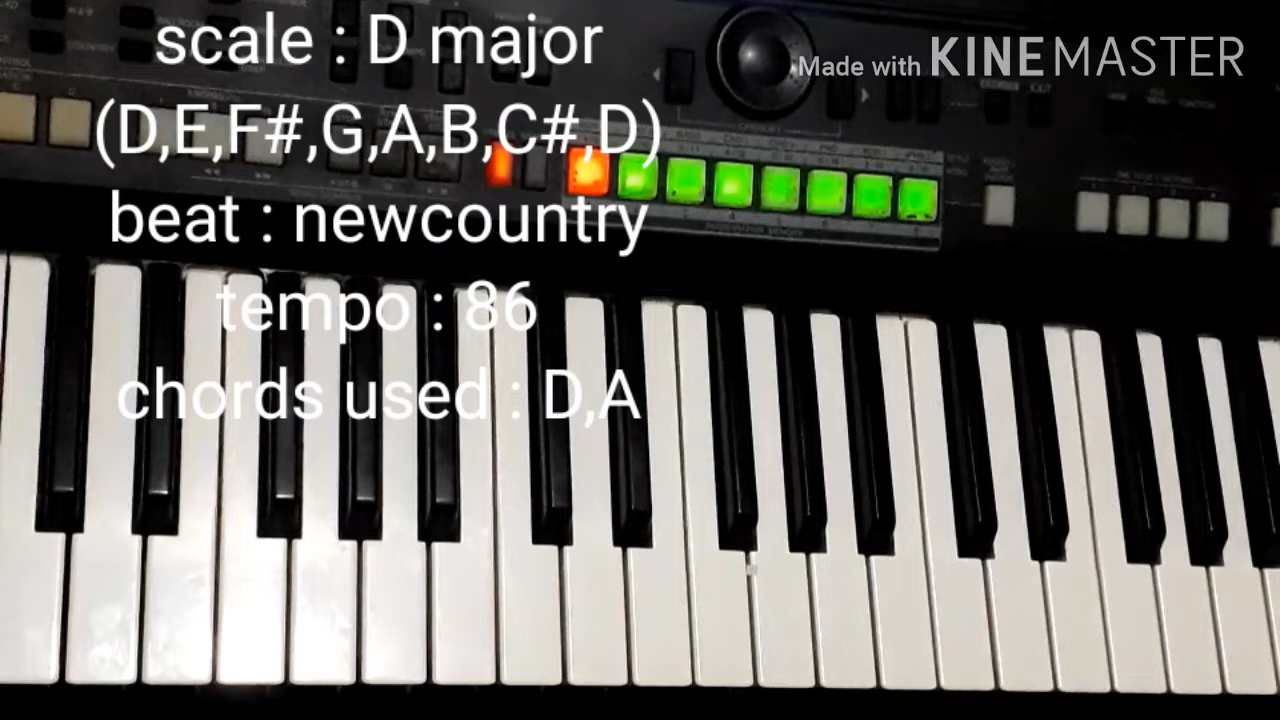 scale : D major
Made with KINEMASTER
(D,E,F#,G,A,B,C#,D)
beat : newcountry
tempo : 86
chords used : D,A